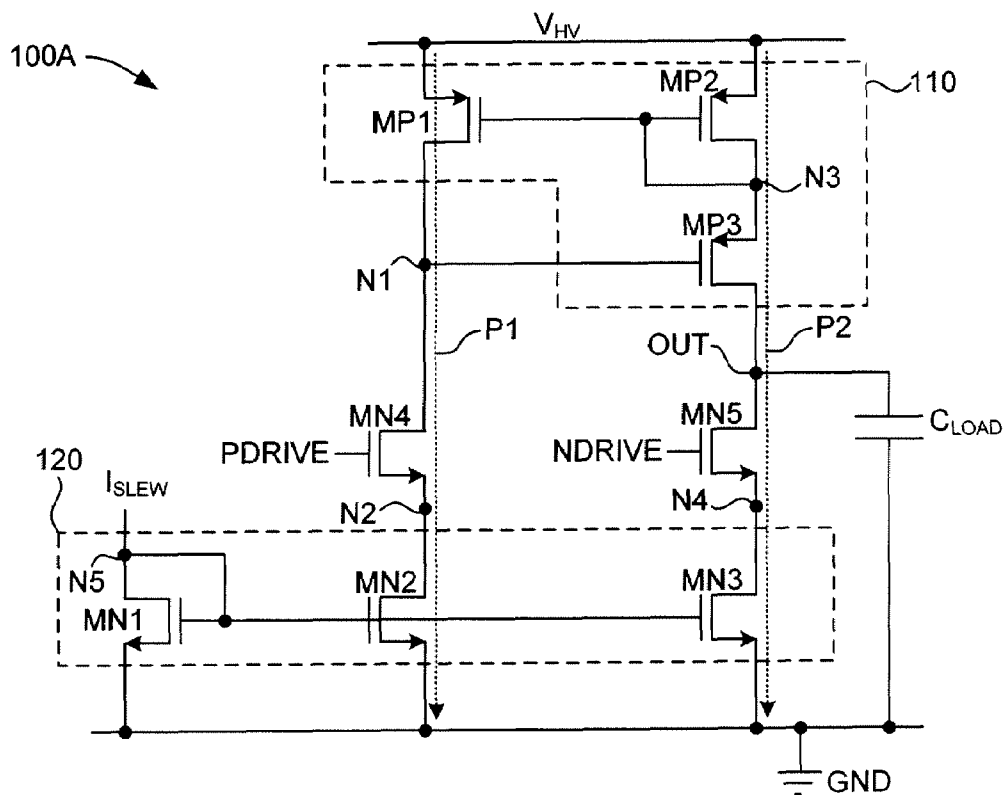 V_HV
100A
MP2
110
MP1
N3
MP3
N1
P1
P2
OUT
MN4
MN5
C_LOAD
PDRIVE
NDRIVE
120
I_SLEW
N2
N4
N5
MN2
MN3
MN1
GND